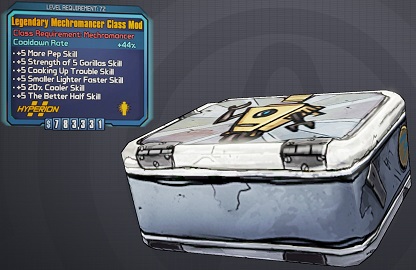 LEVEL REQUIREMENT: 72
Legendary Mechromancer Class Mod
Class Requirement: Mechromancer
Cooldown Rate +44%
• +5 More Pep Skill
• +5 Strength of 5 Gorillas Skill
• +5 Cooking Up Trouble Skill
• +5 Smaller Lighter Faster Skill
• +5 20% Cooler Skill
• +5 The Better Half Skill
HYPERION
$ 703331